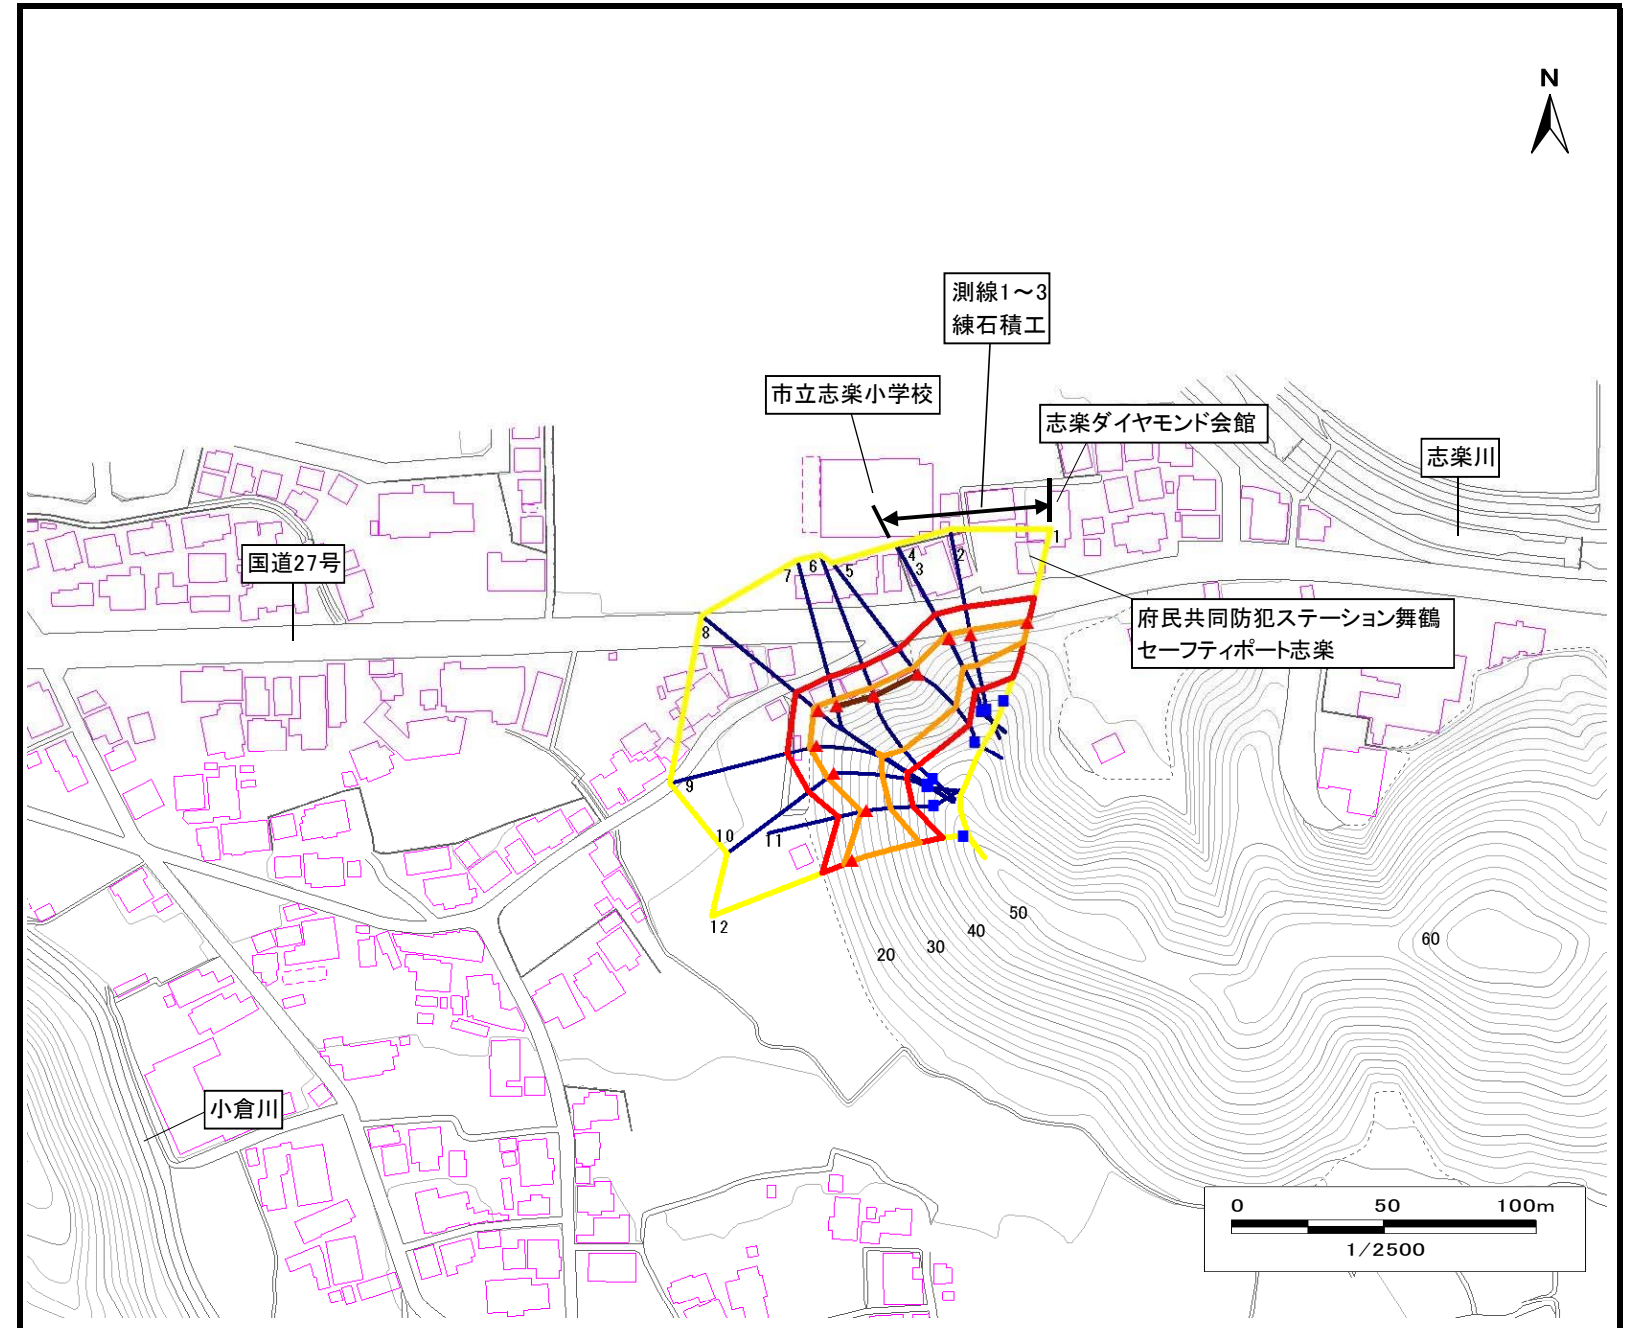 N
測線1～3
練石積工
市立志楽小学校
志楽ダイヤモンド会館
志楽川
国道27号
府民共同防犯ステーション舞鶴
セーフティポート志楽
小倉川
1
2
3
4
5
6
7
8
9
10
11
12
20
30
40
50
60
0 50 100m
1/2500